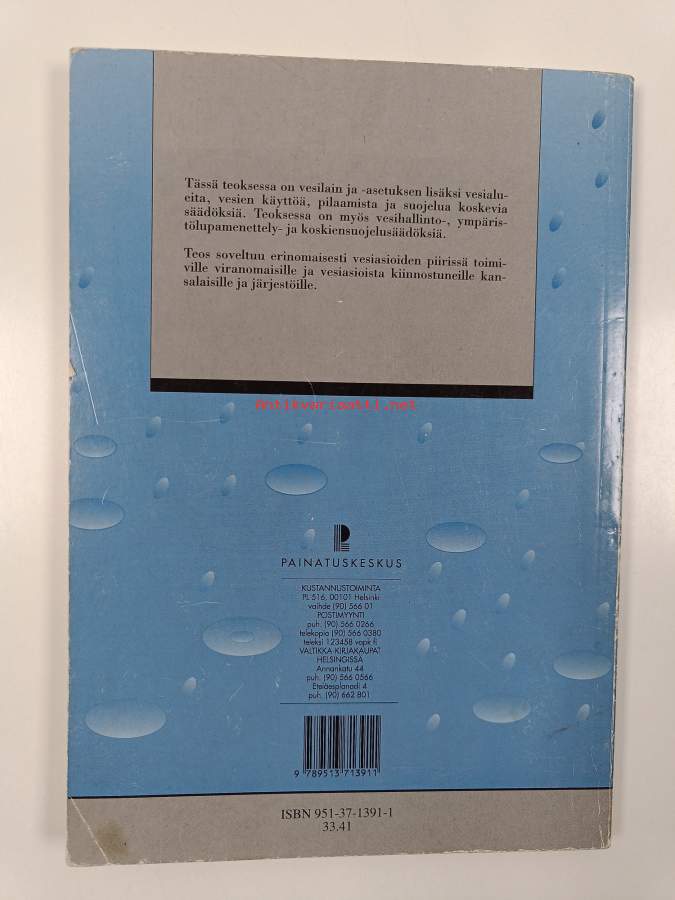 Tässä teoksessa on vesilain ja -asetuksen lisäksi vesialu-
eita, vesien käyttöä, pilaamista ja suojelua koskevia
säädöksiä. Teoksessa on myös vesihallinto-, ympäris-
tölupamenettely- ja koskiensuojelusäädöksiä.
Teos soveltuu erinomaisesti vesiasioiden piirissä toimi-
ville viranomaisille ja vesiasioista kiinnostuneille kan-
salaisille ja järjestöille.
Antikvariaatti.net
PAINATUSKESKUS
KUSTANNUSTOIMINTA
PL 516, 00101 Helsinki
vaihde (90) 566 01
POSTIMYYNTI
puh. (90) 566 0266
telekopio (90) 566 0380
teleksi 123458 vapk fi
VALTIKKA-KIRJAKAUPAT
HELSINGISSÄ
Annankatu 44
puh. (90) 566 0566
Eteläesplanadi 4
puh. (90) 662 801
9 789513 713911
ISBN 951-37-1391-1
33.41